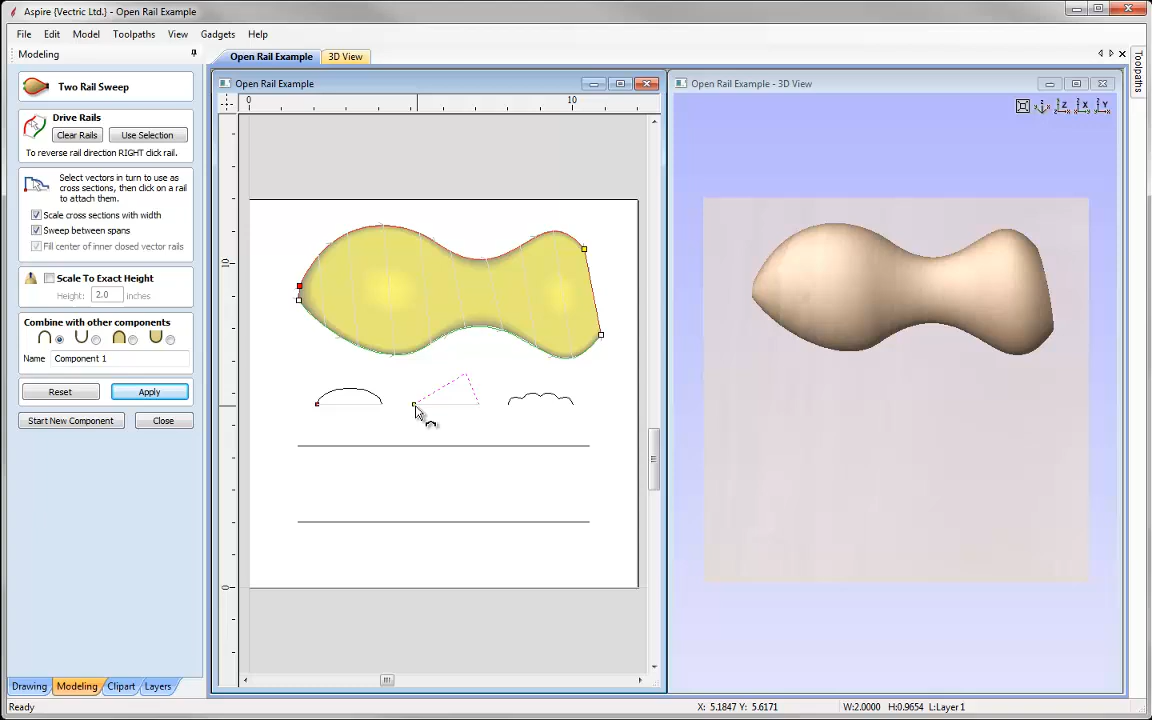 Aspire {Vectric Ltd.} - Open Rail Example
File Edit Model Toolpaths View Gadgets Help
Modeling
Open Rail Example 3D View
Toolpaths
Two Rail Sweep
Open Rail Example
Open Rail Example - 3D View
0 10
Drive Rails
Clear Rails Use Selection
To reverse rail direction RIGHT click rail.
Select vectors in turn to use as
cross sections, then click on a rail
to attach them.
Scale cross sections with width
Sweep between spans
Fill center of inner closed vector rails
10
Scale To Exact Height
Height: 2.0 inches
Combine with other components
Name Component 1
Reset Apply
Start New Component Close
0
Z X Y
Drawing Modeling Clipart Layers
Ready
X: 5.1847 Y: 5.6171 W:2.0000 H:0.9654 L:Layer 1